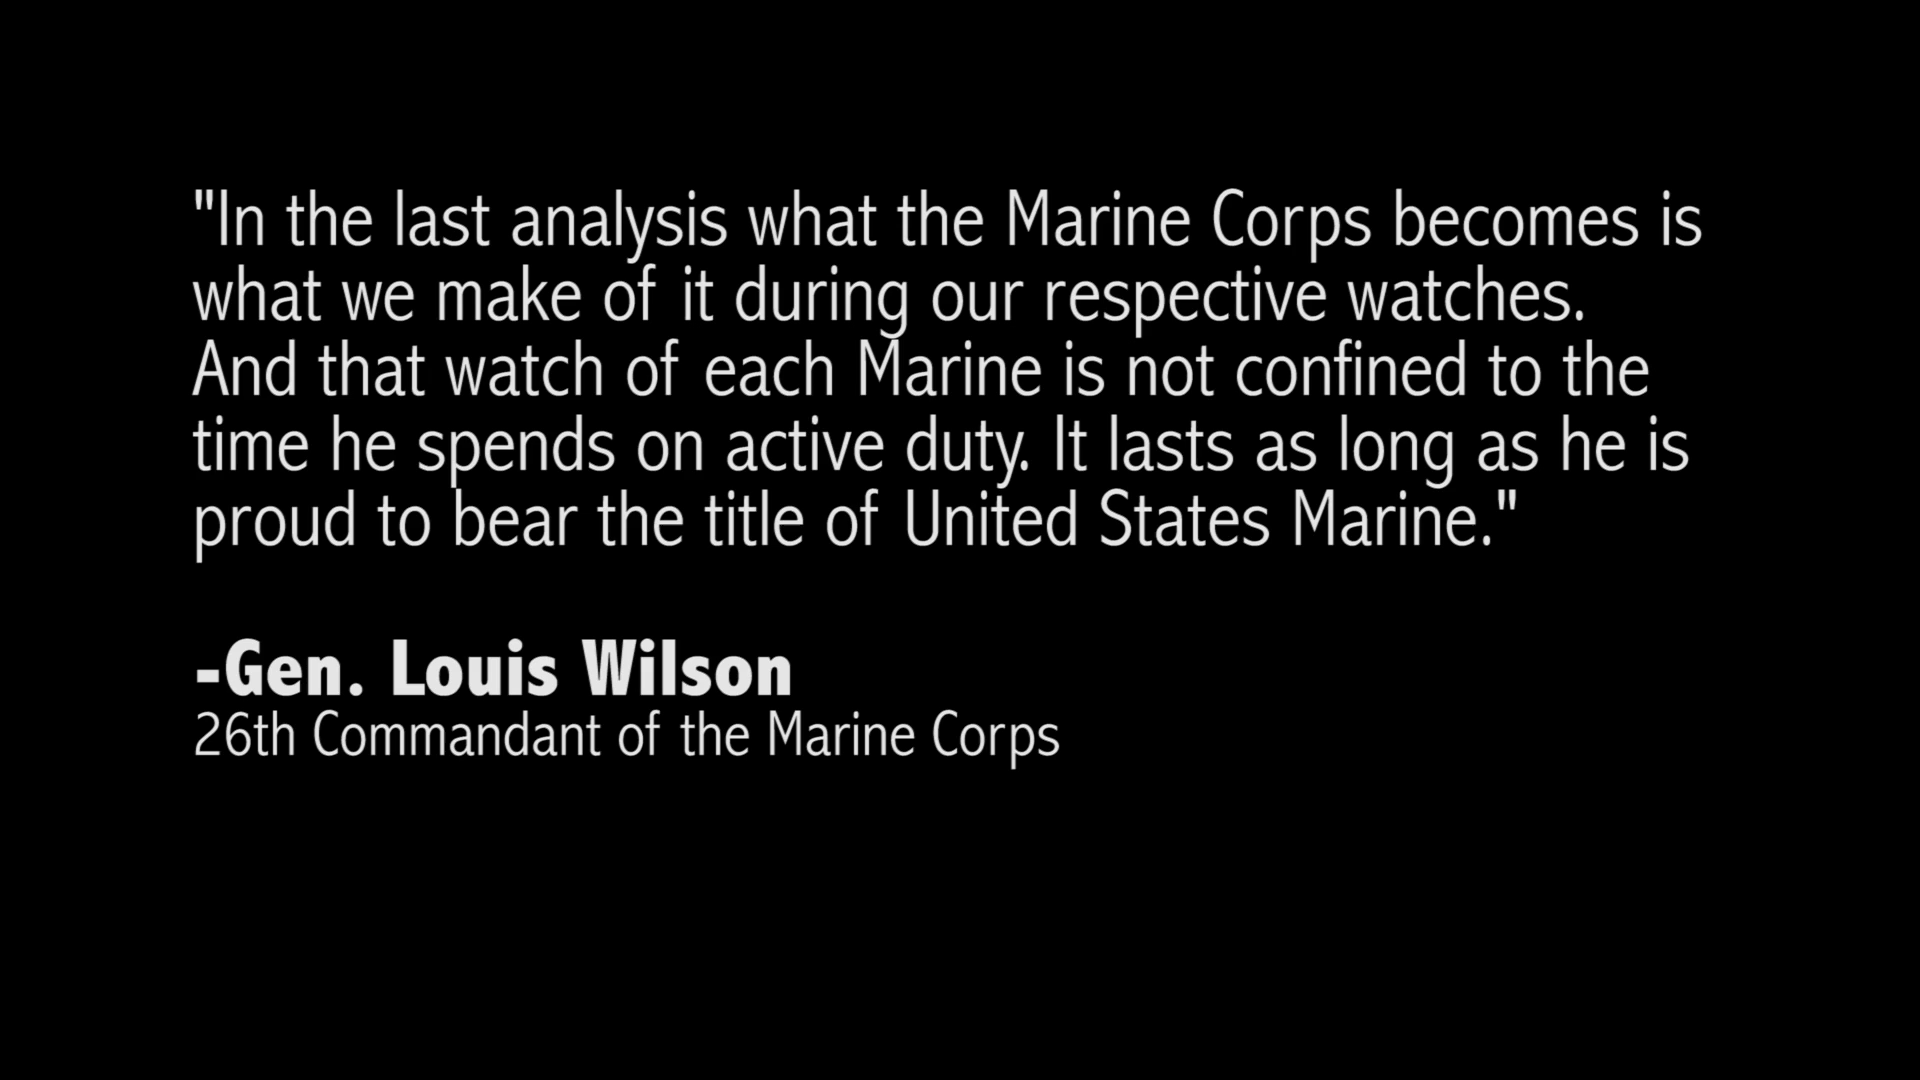 "In the last analysis what the Marine Corps becomes is
what we make of it during our respective watches.
And that watch of each Marine is not confined to the
time he spends on active duty. It lasts as long as he is
proud to bear the title of United States Marine."
-Gen. Louis Wilson
26th Commandant of the Marine Corps